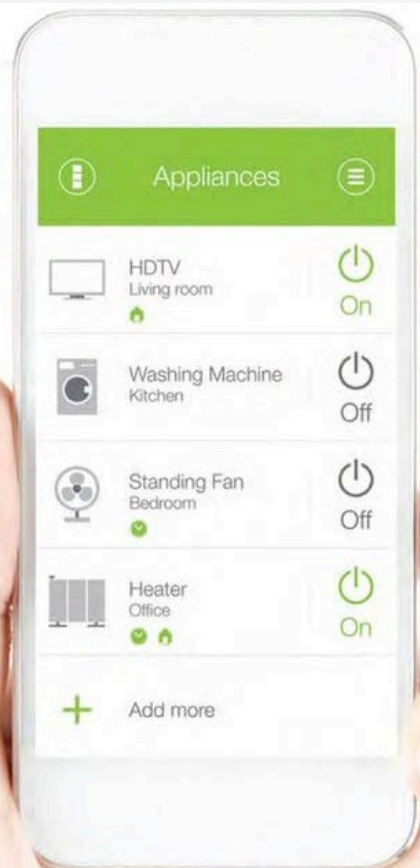 Appliances
HDTV
Living room
On
Washing Machine
Kitchen
Off
Standing Fan
Bedroom
Off
Heater
Office
On
Add more